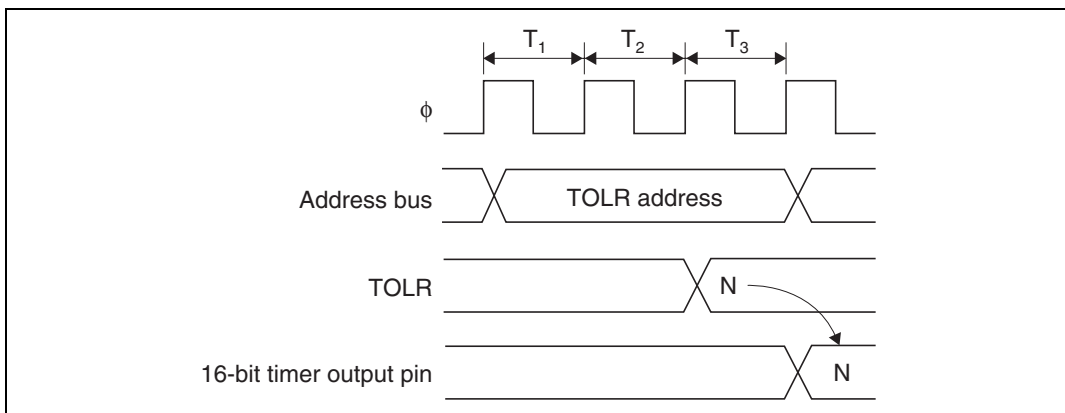 T₁ T₂ T₃
ϕ
Address bus TOLR address
TOLR N
16-bit timer output pin N